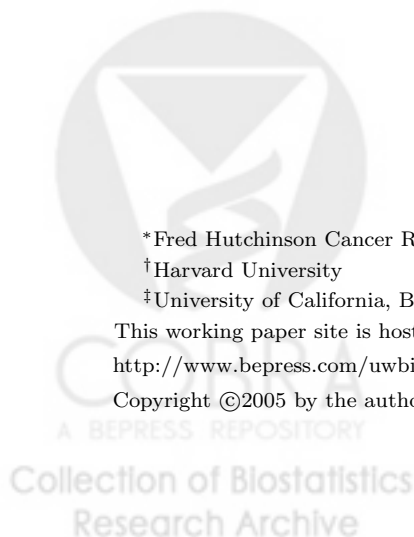 *Fred Hutchinson Cancer R
†Harvard University
‡University of California, B
This working paper site is host
http://www.bepress.com/uwbi
Copyright ©2005 by the autho
COBRA
A BEPRESS REPOSITORY
Collection of Biostatistics
Research Archive